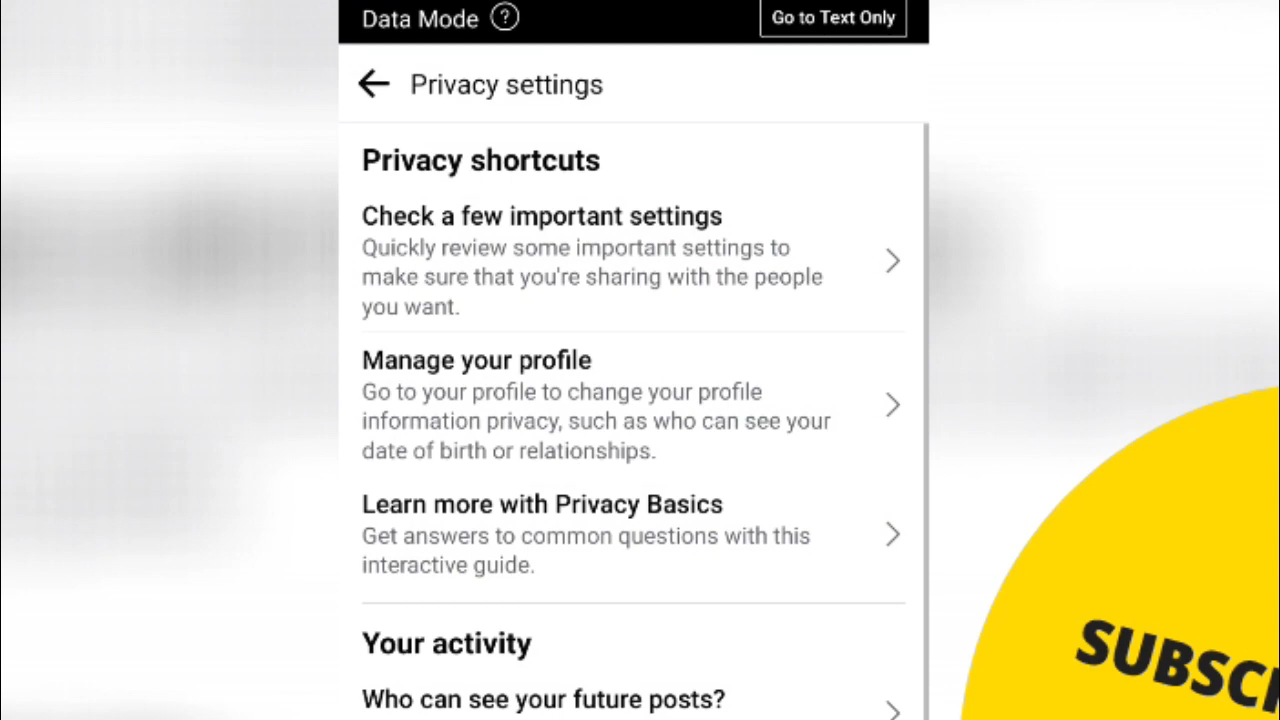 Data Mode ?
Go to Text Only
Privacy settings
Privacy shortcuts
Check a few important settings
Quickly review some important settings to
make sure that you're sharing with the people
you want.
Manage your profile
Go to your profile to change your profile
information privacy, such as who can see your
date of birth or relationships.
Learn more with Privacy Basics
Get answers to common questions with this
interactive guide.
Your activity
Who can see your future posts?